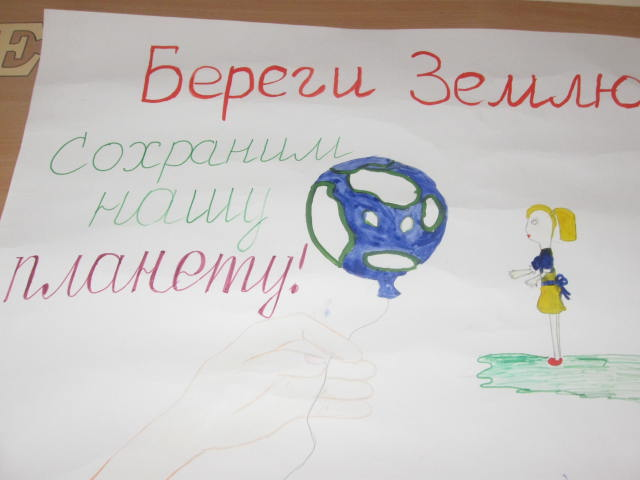 Береги Землю
Сохраним
нашу
планету!